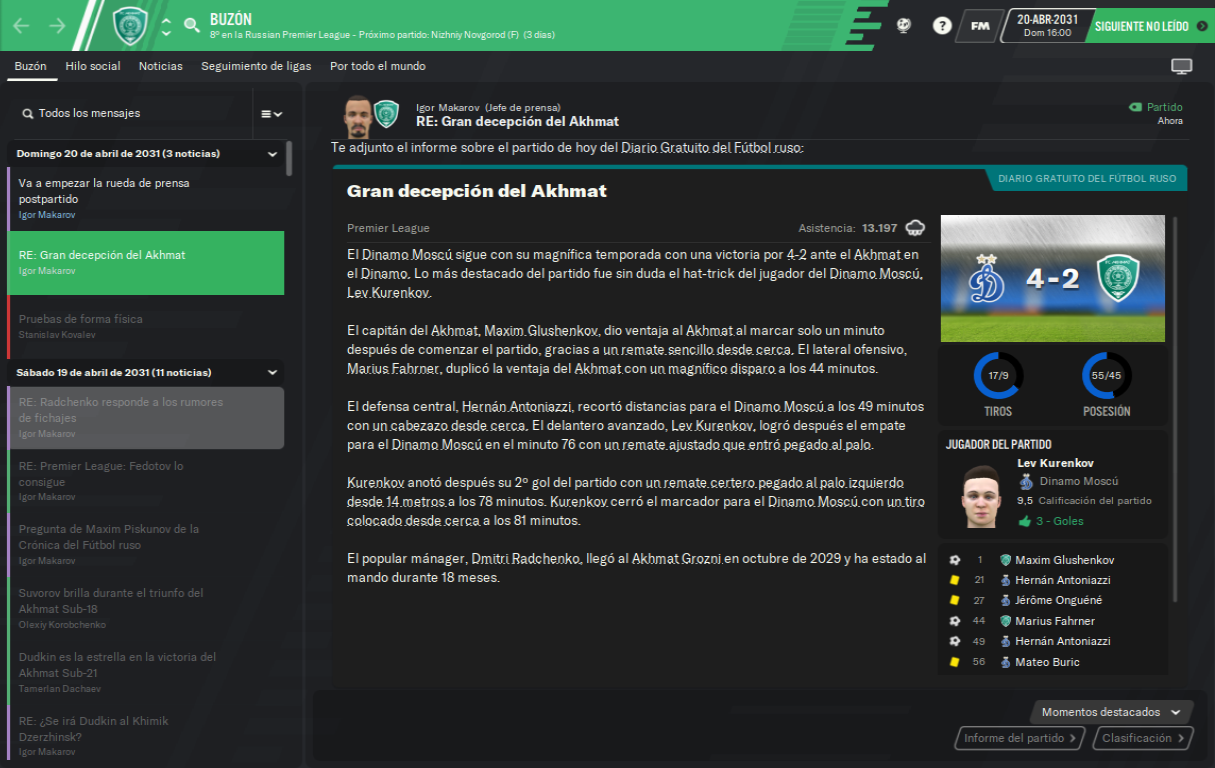 BUZÓN
8º en la Russian Premier League - Próximo partido: Nizhniy Novgorod (F) (3 días)
?
FM
20-ABR-2031
Dom 16:00
SIGUIENTE NO LEÍDO
Buzón
Hilo social
Noticias
Seguimiento de ligas
Por todo el mundo
Todos los mensajes
Domingo 20 de abril de 2031 (3 noticias)
Va a empezar la rueda de prensa
postpartido
Igor Makarov
RE: Gran decepción del Akhmat
Igor Makarov
Pruebas de forma física
Stanislav Kovalev
Sábado 19 de abril de 2031 (11 noticias)
RE: Radchenko responde a los rumores
de fichajes
Igor Makarov
RE: Premier League: Fedotov lo
consigue
Igor Makarov
Pregunta de Maxim Piskunov de la
Crónica del Fútbol ruso
Igor Makarov
Suvorov brilla durante el triunfo del
Akhmat Sub-18
Olexiy Korobchenko
Dudkin es la estrella en la victoria del
Akhmat Sub-21
Tamerlan Dachaev
RE: ¿Se irá Dudkin al Khimik
Dzerzhinsk?
Igor Makarov
Igor Makarov (Jefe de prensa)
RE: Gran decepción del Akhmat
Partido
Ahora
Te adjunto el informe sobre el partido de hoy del Diario Gratuito del Fútbol ruso:
DIARIO GRATUITO DEL FÚTBOL RUSO
Gran decepción del Akhmat
Premier League
Asistencia: 13.197
El Dinamo Moscú sigue con su magnífica temporada con una victoria por 4-2 ante el Akhmat en
el Dinamo. Lo más destacado del partido fue sin duda el hat-trick del jugador del Dinamo Moscú,
Lev Kurenkov.
El capitán del Akhmat, Maxim Glushenkov, dio ventaja al Akhmat al marcar solo un minuto
después de comenzar el partido, gracias a un remate sencillo desde cerca. El lateral ofensivo,
Marius Fahrner, duplicó la ventaja del Akhmat con un magnífico disparo a los 44 minutos.
El defensa central, Hernán Antoniazzi, recortó distancias para el Dinamo Moscú a los 49 minutos
con un cabezazo desde cerca. El delantero avanzado, Lev Kurenkov, logró después el empate
para el Dinamo Moscú en el minuto 76 con un remate ajustado que entró pegado al palo.
Kurenkov anotó después su 2º gol del partido con un remate certero pegado al palo izquierdo
desde 14 metros a los 78 minutos. Kurenkov cerró el marcador para el Dinamo Moscú con un tiro
colocado desde cerca a los 81 minutos.
El popular mánager, Dmitri Radchenko, llegó al Akhmat Grozni en octubre de 2029 y ha estado al
mando durante 18 meses.
4-2
17/9
TIROS
55/45
POSESIÓN
JUGADOR DEL PARTIDO
Lev Kurenkov
Dinamo Moscú
9,5 Calificación del partido
3 - Goles
1 Maxim Glushenkov
21 Hernán Antoniazzi
27 Jérôme Onguéné
44 Marius Fahrner
49 Hernán Antoniazzi
56 Mateo Buric
Momentos destacados
Informe del partido
Clasificación